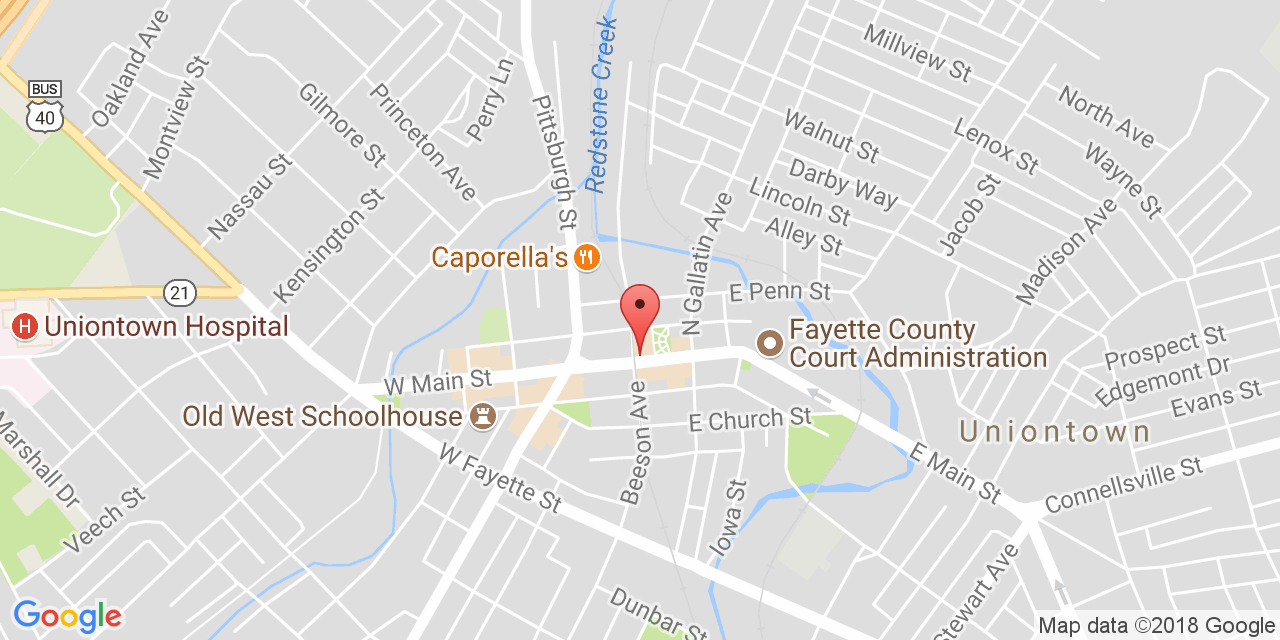 Oakland Ave
Montview St
BUS
40
Gilmore St
Princeton Ave
Perry Ln
Pittsburgh St
Redstone Creek
Millview St
North Ave
Walnut St
Lenox St
Wayne St
Darby Way
Lincoln St
Alley St
Jacob St
Madison Ave
Nassau St
Kensington St
Caporella's
N Gallatin Ave
E Penn St
21
H
Uniontown Hospital
Fayette County
Court Administration
Prospect St
Edgemont Dr
Evans St
W Main St
Old West Schoolhouse
Beeson Ave
E Church St
Uniontown
Marshall Dr
Veech St
W Fayette St
E Main St
Connellsville St
Iowa St
Stewart Ave
Dunbar St
Google
Map data ©2018 Google